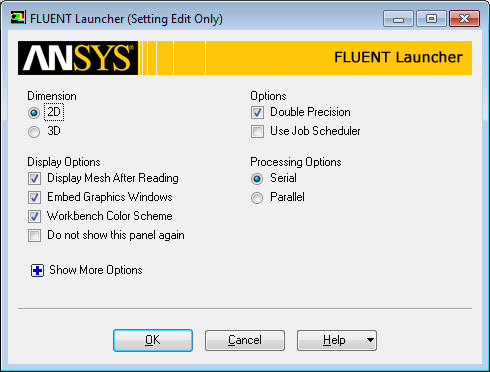 FLUENT Launcher (Setting Edit Only)
ANSYS® FLUENT Launcher
Dimension
2D
3D
Options
Double Precision
Use Job Scheduler
Display Options
Display Mesh After Reading
Embed Graphics Windows
Workbench Color Scheme
Do not show this panel again
Processing Options
Serial
Parallel
Show More Options
OK Cancel Help